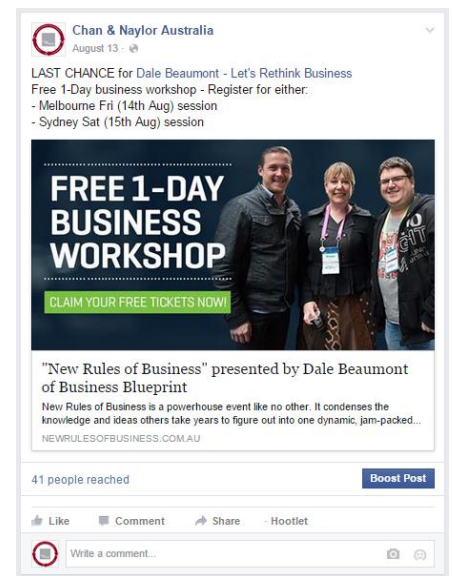 Chan & Naylor Australia
August 13 ·
LAST CHANCE for Dale Beaumont - Let's Rethink Business
Free 1-Day business workshop - Register for either:
- Melbourne Fri (14th Aug) session
- Sydney Sat (15th Aug) session
FREE 1-DAY
BUSINESS
WORKSHOP
CLAIM YOUR FREE TICKETS NOW!
"New Rules of Business" presented by Dale Beaumont
of Business Blueprint
New Rules of Business is a powerhouse event like no other. It condenses the
knowledge and ideas others take years to figure out into one dynamic, jam-packed...
NEWRULESOFBUSINESS.COM.AU
41 people reached
Boost Post
Like Comment Share · Hootlet
Write a comment...